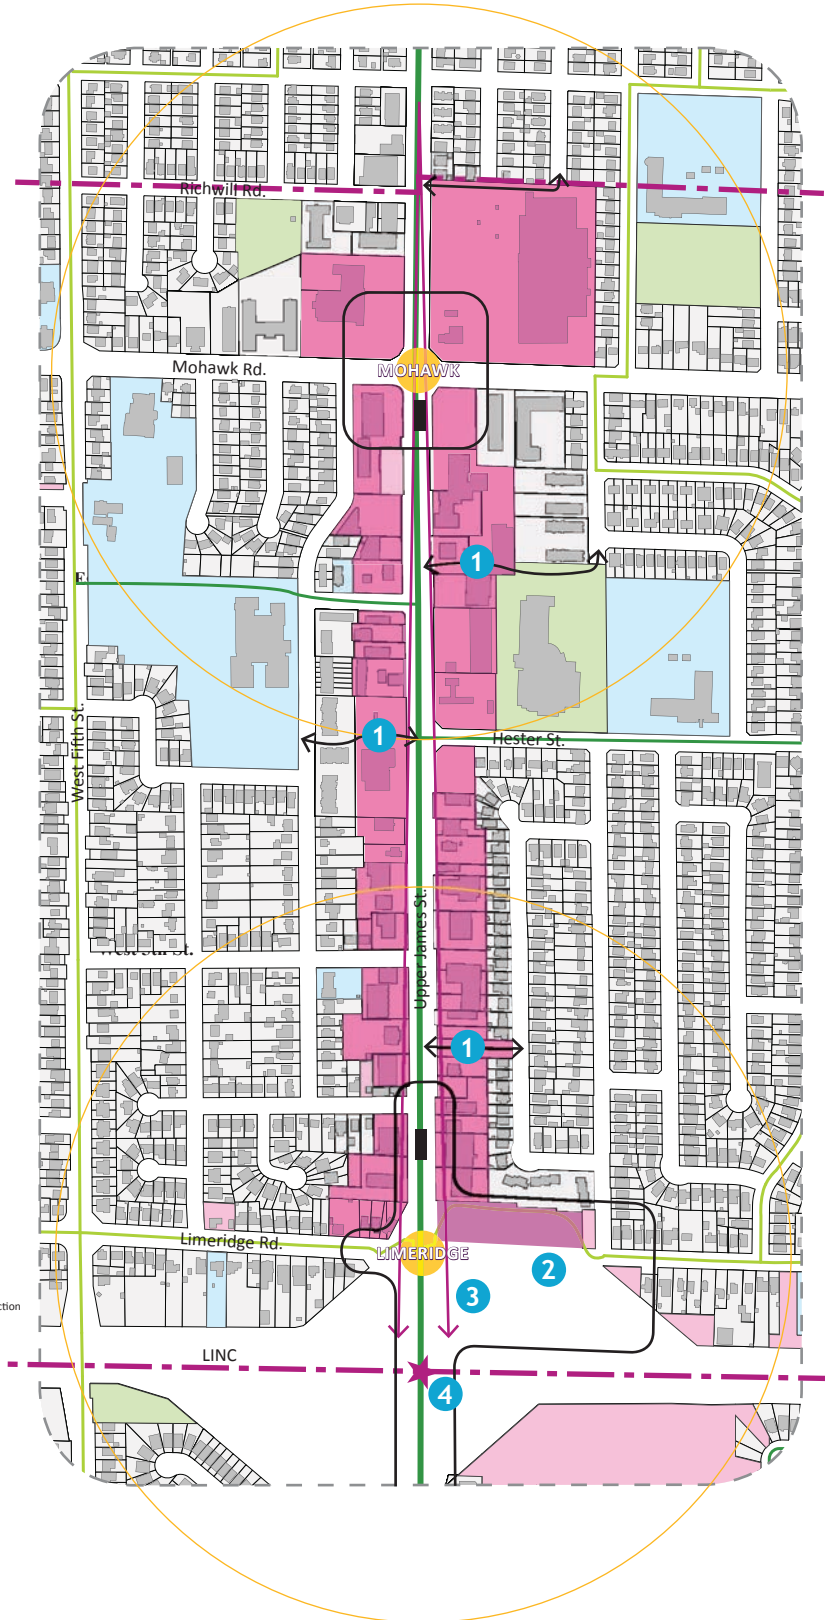 Richwill Rd.
MOHAWK
Mohawk Rd.
1
1
Hester St.
West Fifth St.
Upper James St.
1
Limeridge Rd.
LIMERIDGE
2
3
ction
LINC
4